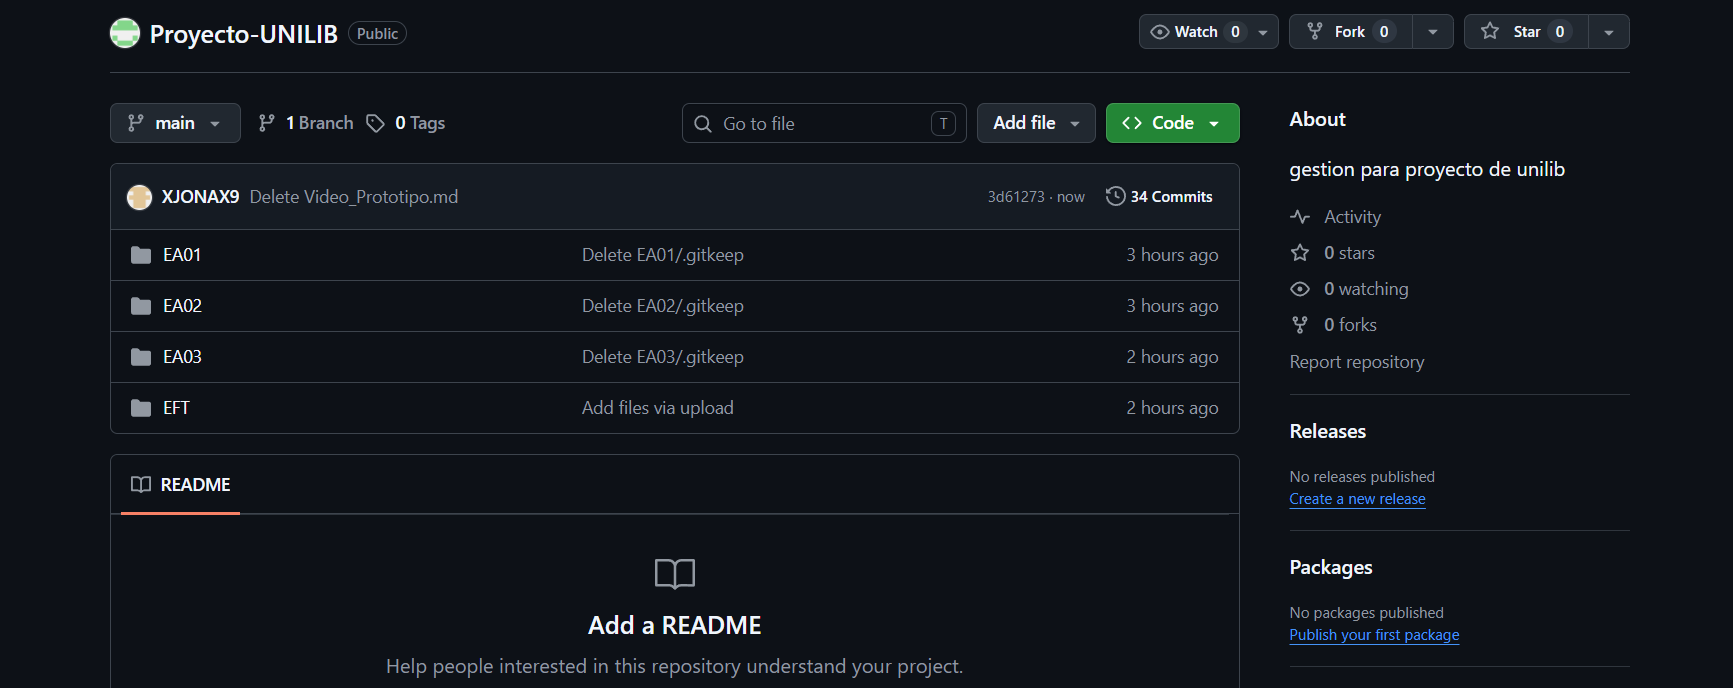 Proyecto-UNILIB Public
Watch 0 Fork 0 Star 0
main 1 Branch 0 Tags Go to file T Add file Code
XJONAX9 Delete Video_Prototipo.md 3d61273 · now 34 Commits
EA01 Delete EA01/.gitkeep 3 hours ago
EA02 Delete EA02/.gitkeep 3 hours ago
EA03 Delete EA03/.gitkeep 2 hours ago
EFT Add files via upload 2 hours ago
README
Add a README
Help people interested in this repository understand your project.
About
gestion para proyecto de unilib
Activity
0 stars
0 watching
0 forks
Report repository
Releases
No releases published
Create a new release
Packages
No packages published
Publish your first package